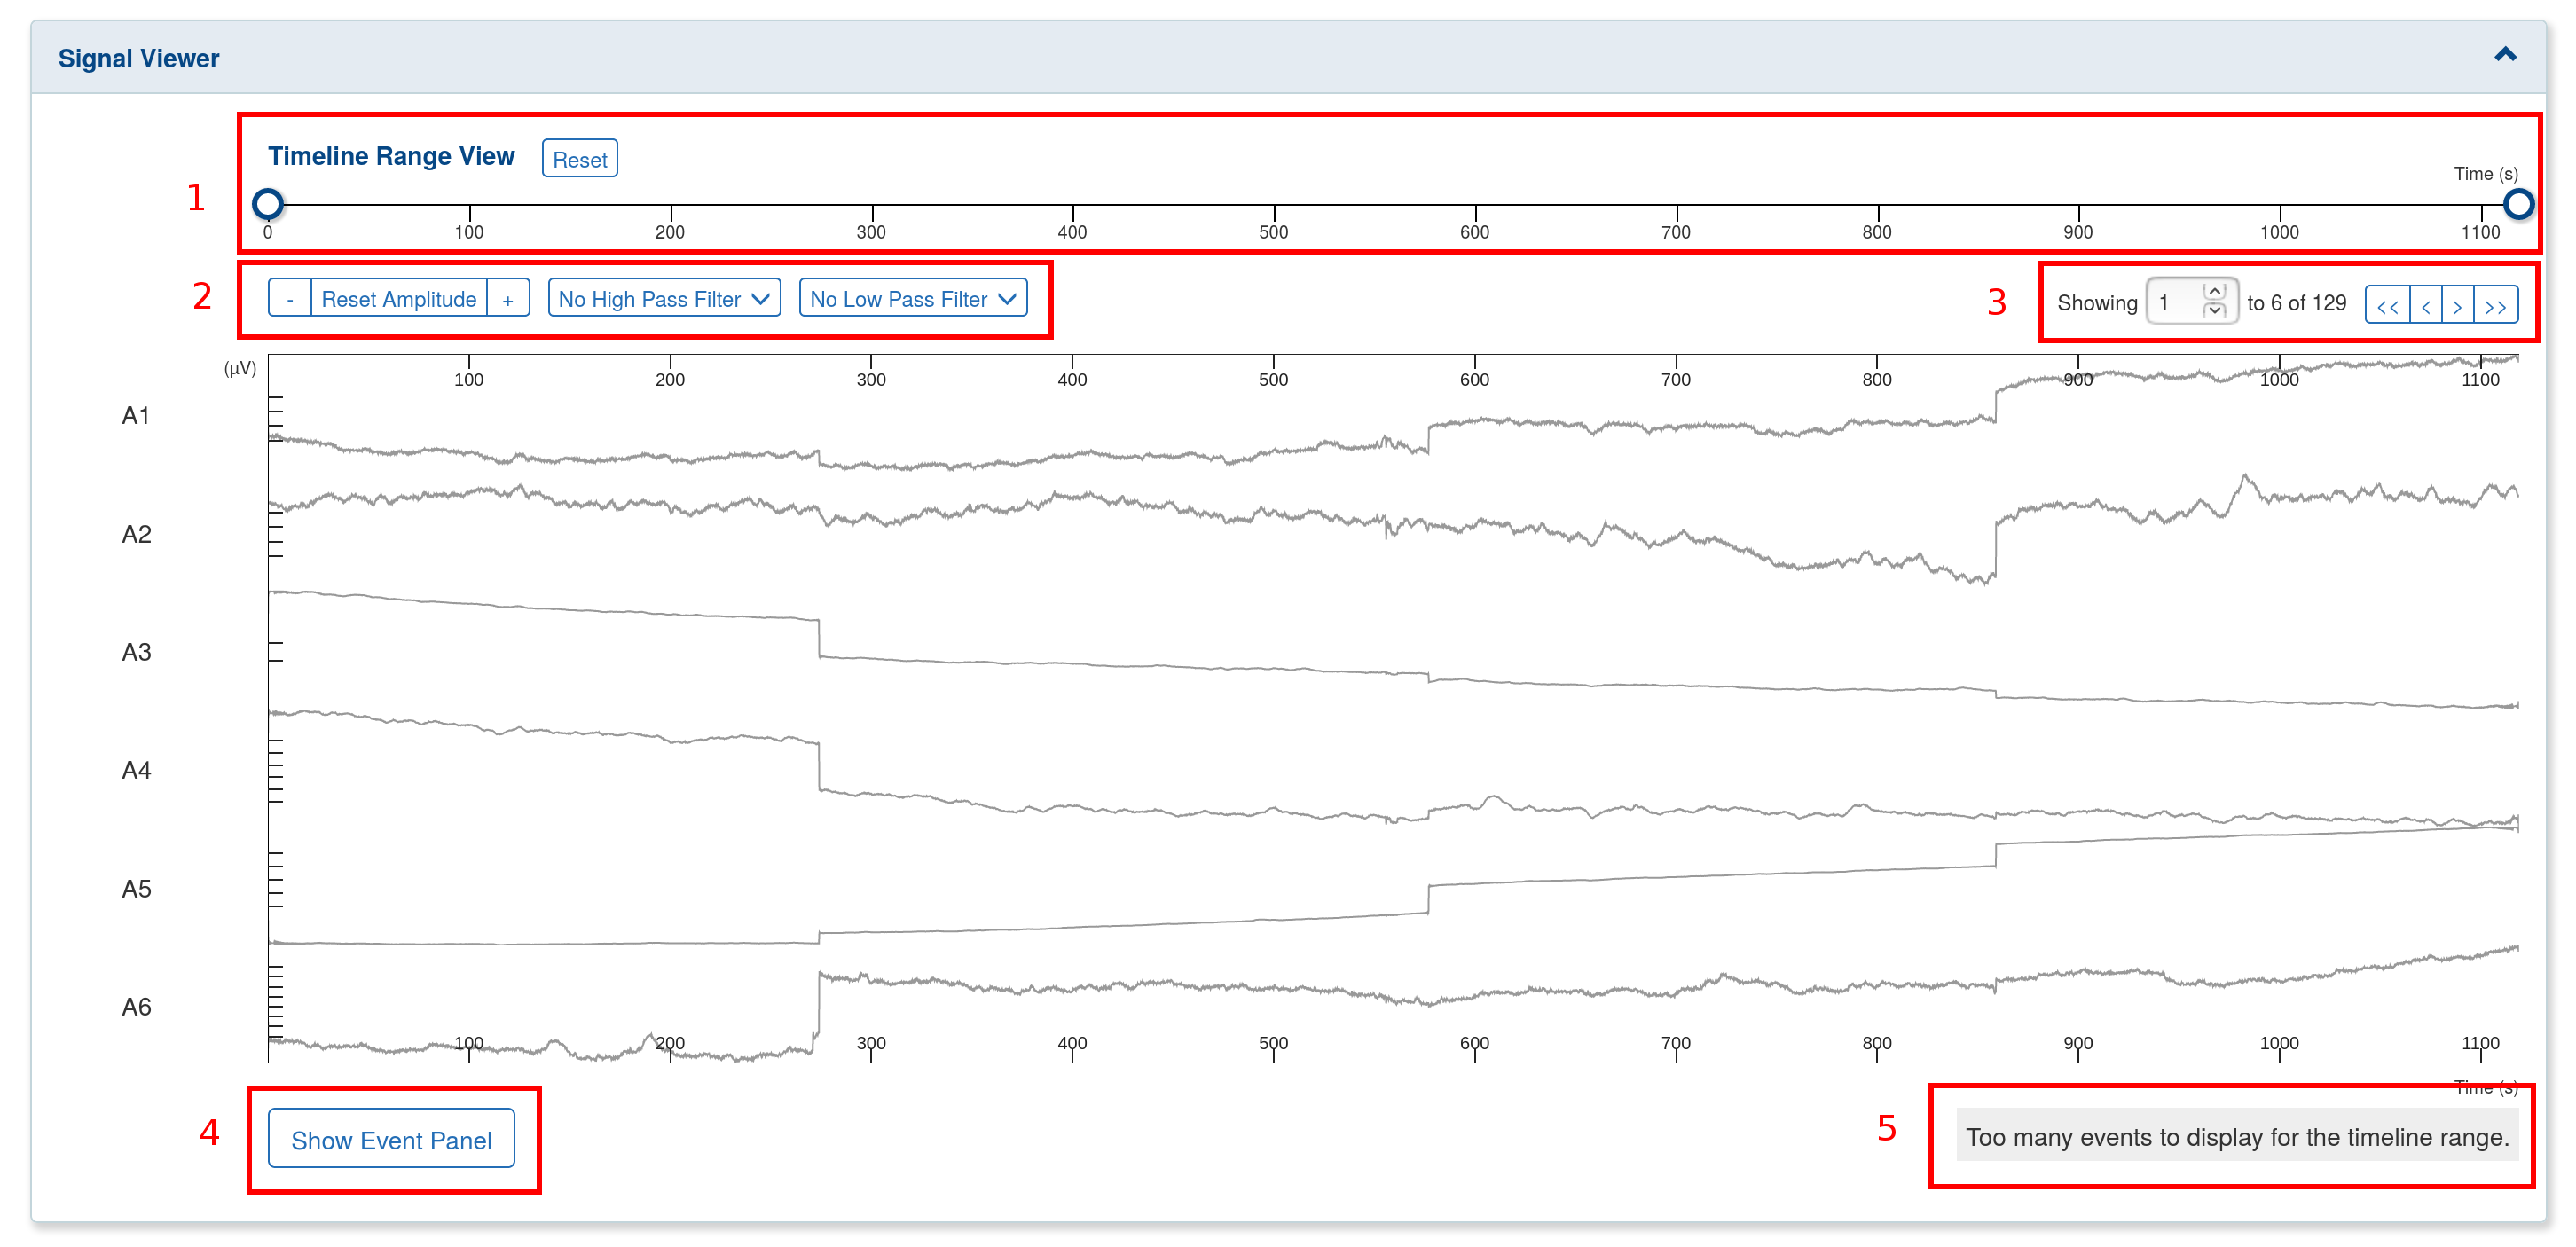 Signal Viewer
Timeline Range View Reset
Time (s)
1
0 100 200 300 400 500 600 700 800 900 1000 1100
2 - Reset Amplitude + No High Pass Filter No Low Pass Filter 3 Showing 1 to 6 of 129 << < > >>
(µV) 100 200 300 400 500 600 700 800 900 1000 1100
A1
A2
A3
A4
A5
A6
100 200 300 400 500 600 700 800 900 1000 1100
Time (s)
4 Show Event Panel 5 Too many events to display for the timeline range.